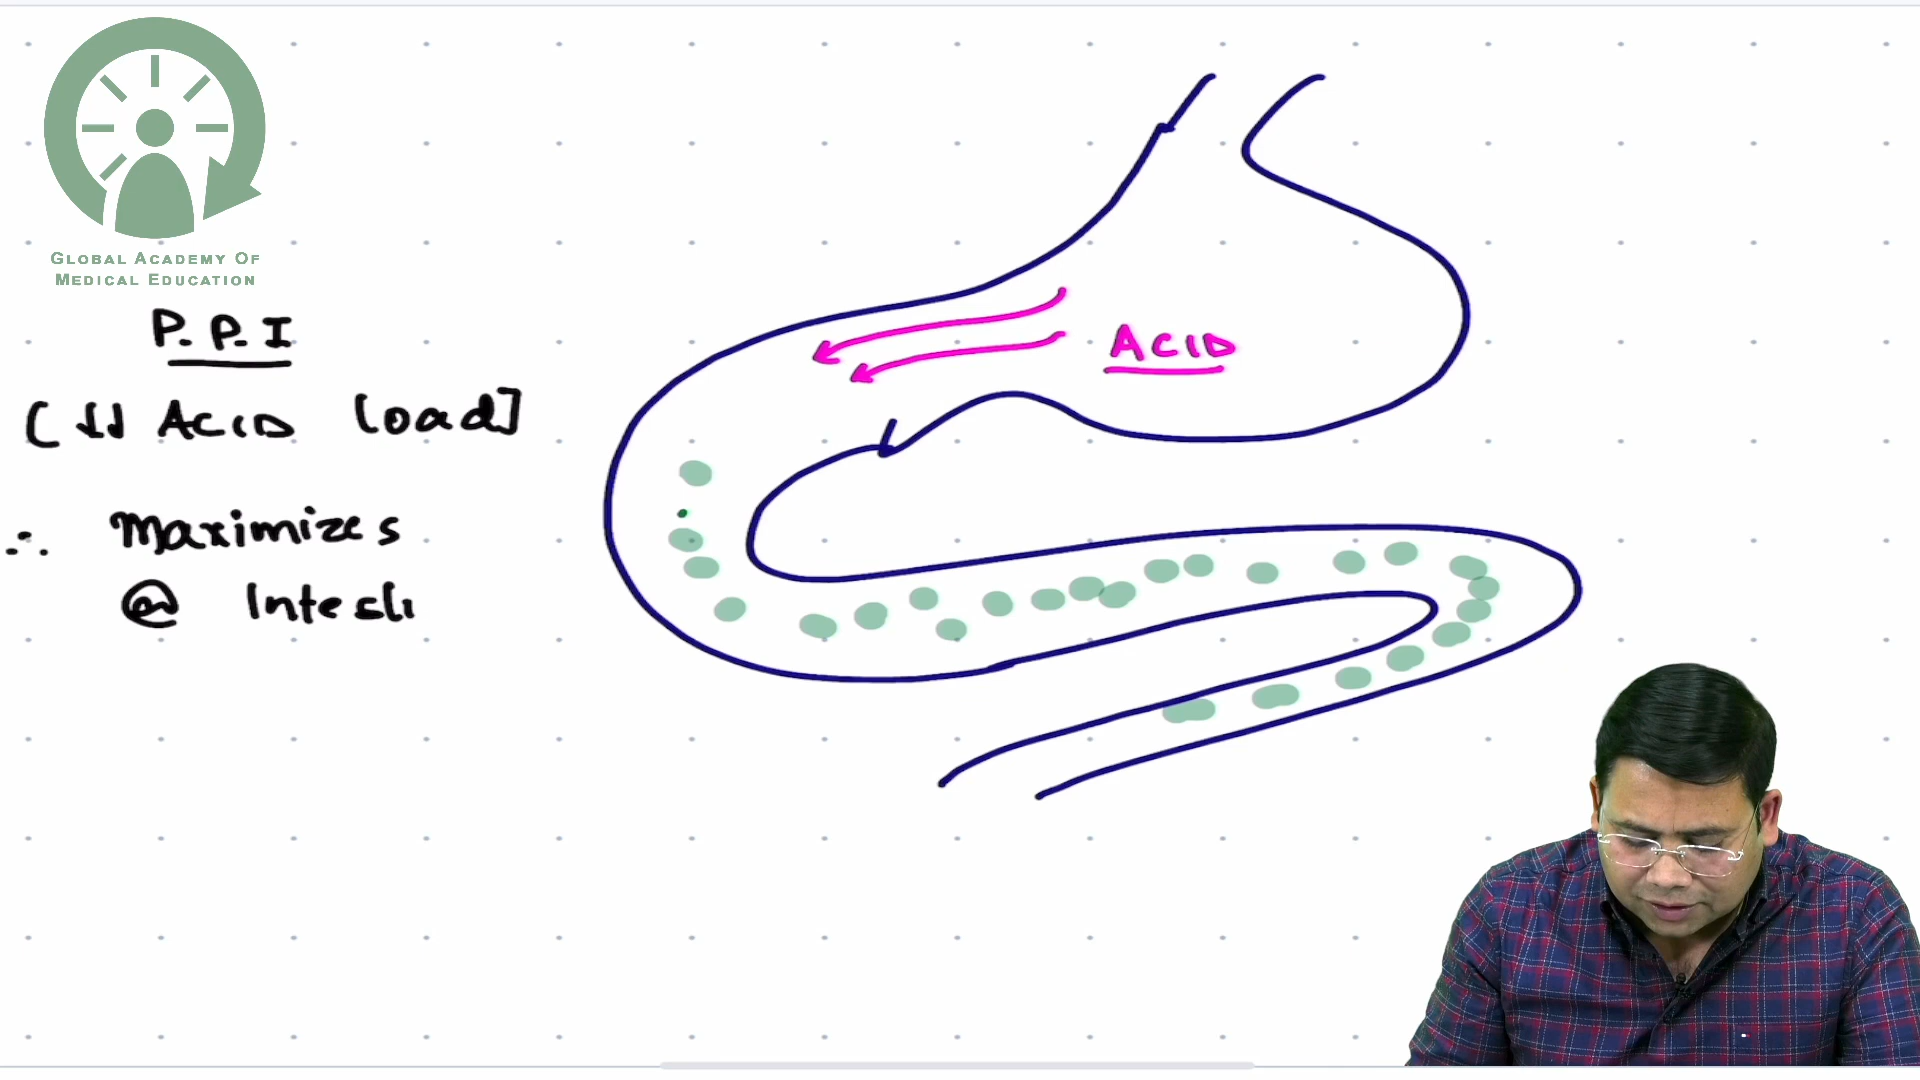 GLOBAL ACADEMY OF
MEDICAL EDUCATION
P.P.I
[↓↓ ACID load]
∴ Maximizes
@ Intesti
ACID